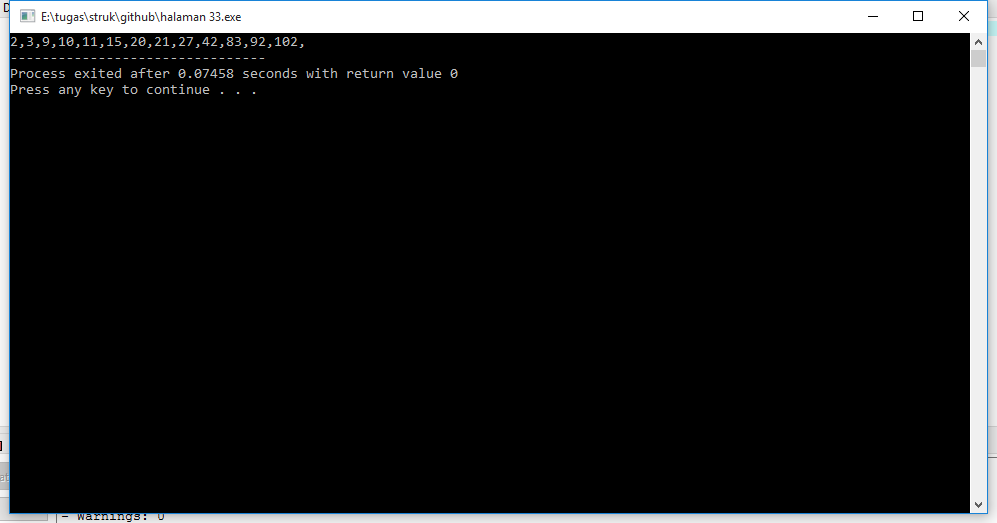 E:\tugas\struk\github\halaman 33.exe
2,3,9,10,11,15,20,21,27,42,83,92,102,
--------------------------------
Process exited after 0.07458 seconds with return value 0
Press any key to continue . . .
- Warnings: 0